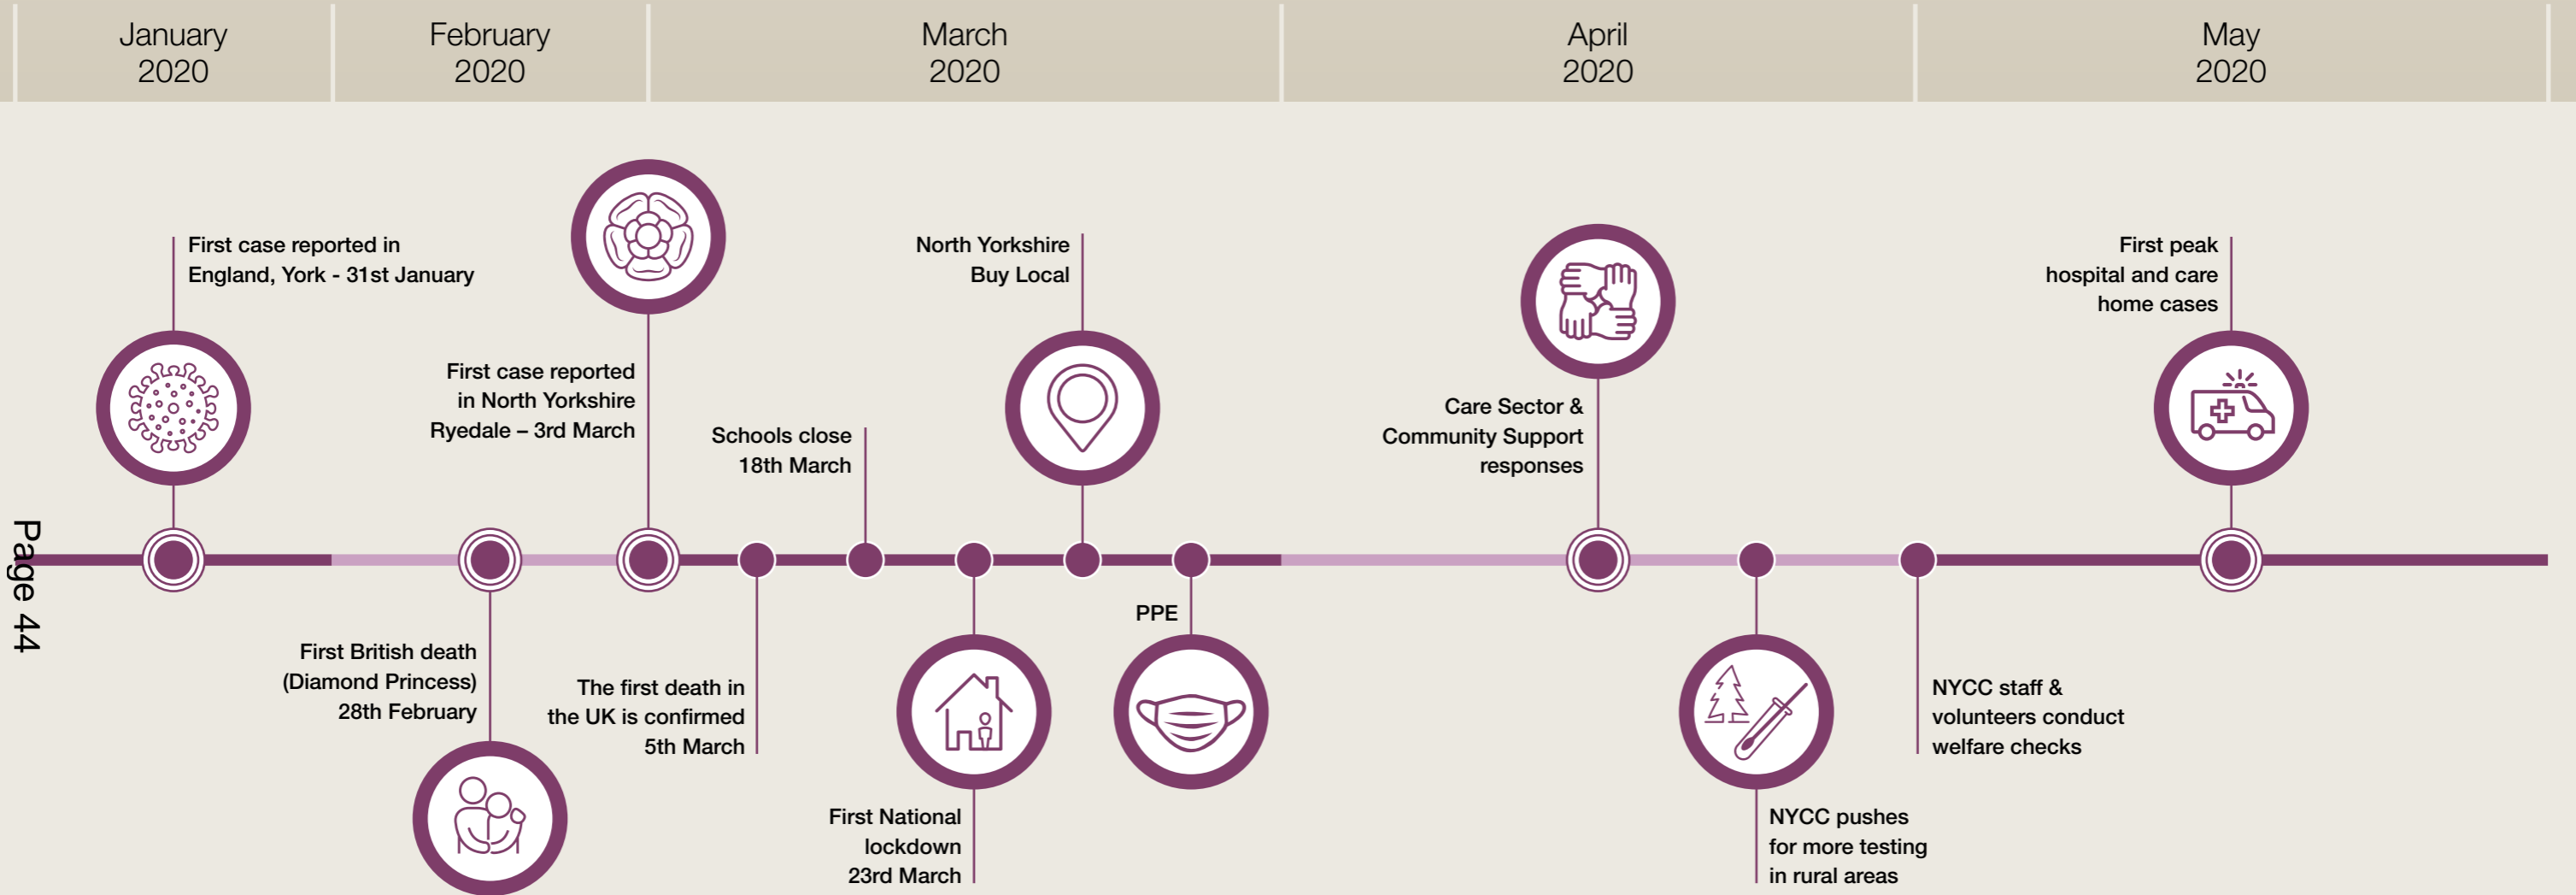 January
2020
February
2020
March
2020
April
2020
May
2020
First case reported in
England, York - 31st January
First British death
(Diamond Princess)
28th February
First case reported
in North Yorkshire
Ryedale – 3rd March
The first death in
the UK is confirmed
5th March
Schools close
18th March
First National
lockdown
23rd March
North Yorkshire
Buy Local
PPE
Care Sector &
Community Support
responses
NYCC pushes
for more testing
in rural areas
NYCC staff &
volunteers conduct
welfare checks
First peak
hospital and care
home cases
Page 44